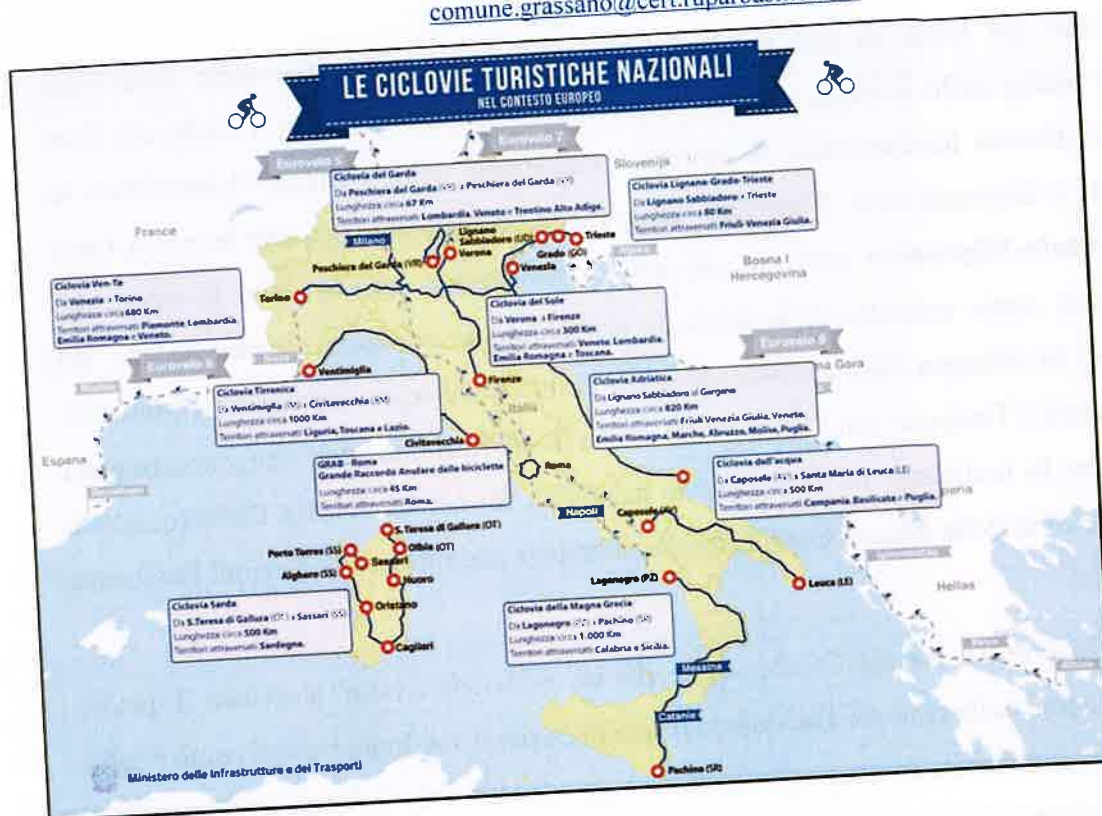 LE CICLOVIE TURISTICHE NAZIONALI
NEL CONTESTO EUROPEO
Eurovelo 5
Eurovelo 7
Slovenija
France
Ciclovia del Garda
Da Peschiera del Garda (VR) a Peschiera del Garda (VR)
Lunghezza circa 67 Km
Territori attraversati Lombardia, Veneto e Trentino Alto Adige.
Ciclovia Lignano-Grado-Trieste
Da Lignano Sabbiadoro a Trieste
Lunghezza circa 80 Km
Territori attraversati Friuli Venezia Giulia.
Milano
Lignano
Sabbiadoro (UD)
Verona
Trieste
Grado (GO)
Peschiera del Garda (VR)
Venezia
Bosna I
Hercegovina
Ciclovia Ven-To
Da Venezia a Torino
Lunghezza circa 680 Km
Territori attraversati Piemonte Lombardia
Emilia Romagna e Veneto.
Torino
Ciclovia del Sole
Da Verona a Firenze
Lunghezza circa 300 Km
Territori attraversati Veneto, Lombardia,
Emilia Romagna e Toscana.
Eurovelo 8
Eurovelo 8
na Gora
Ventimiglia
Firenze
Ciclovia Tirrenica
Da Ventimiglia (IM) a Civitavecchia (RM)
Lunghezza circa 1000 Km
Territori attraversati Liguria, Toscana e Lazio.
Ciclovia Adriatica
Da Lignano Sabbiadoro al Gargano
Lunghezza circa 820 Km
Territori attraversati Friuli Venezia Giulia, Veneto,
Emilia Romagna, Marche, Abruzzo, Molise, Puglia.
Italia
Espana
Civitavecchia
GRAB - Roma
Grande Raccordo Anulare delle biciclette
Lunghezza circa 45 Km
Territori attraversati Roma.
Roma
Ciclovia dell'acqua
Da Caposele (AV) a Santa Maria di Leuca (LE)
Lunghezza circa 500 Km
Territori attraversati Campania, Basilicata e Puglia.
Napoli
Caposele (AV)
S. Teresa di Gallura (OT)
Porto Torres (SS)
Olbia (OT)
Sassari
Alghero (SS)
Nuoro
Lagonegro (PZ)
Leuca (LE)
Hellas
Ciclovia Sarda
Da S.Teresa di Gallura (OT) a Sassari (SS)
Lunghezza circa 500 Km
Territori attraversati Sardegna.
Oristano
Cagliari
Ciclovia della Magna Grecia
Da Lagonegro (PZ) a Pachino (SR)
Lunghezza circa 1.000 Km
Territori attraversati Calabria e Sicilia.
Messina
Catania
Pachino (SR)
Ministero delle Infrastrutture e dei Trasporti